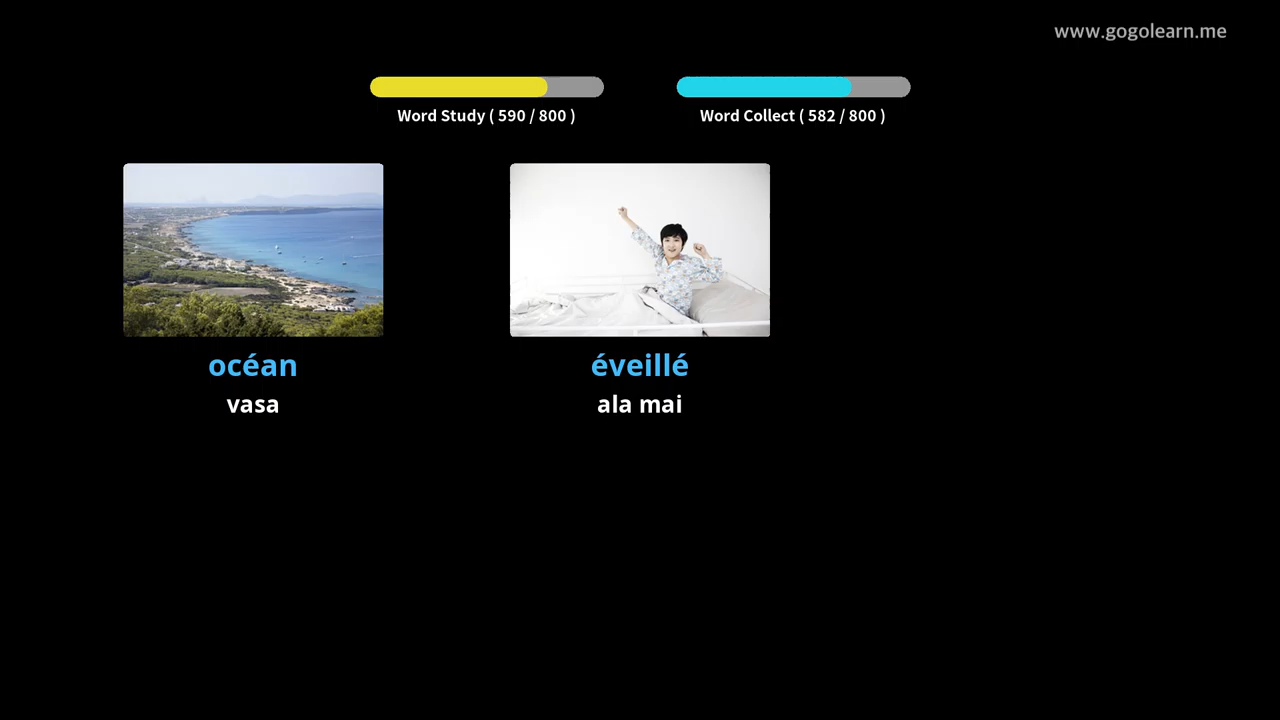 www.gogolearn.me
Word Study ( 590 / 800 )
Word Collect ( 582 / 800 )
océan
éveillé
vasa
ala mai